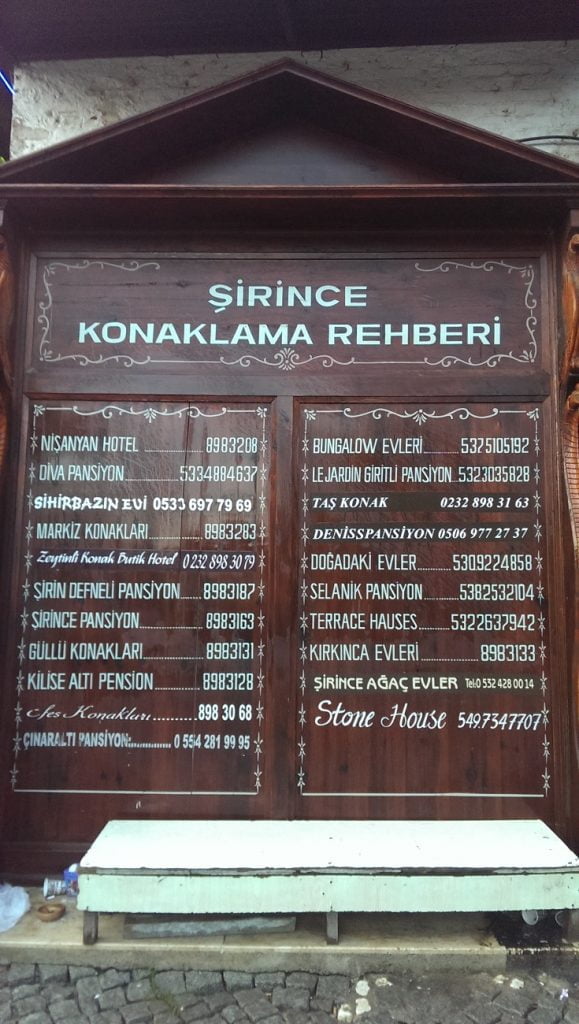 ŞİRİNCE
KONAKLAMA REHBERİ
NİŞANYAN HOTEL ............... 8983208
DİVA PANSİYON ............... 5334884637
SİHİRBAZIN EVİ 0533 697 79 69
MARKİZ KONAKLARI ............... 8983283
Zeytinli Konak Butik Hotel 0 232 898 30 79
ŞİRİN DEFNELİ PANSİYON ...... 8983187
ŞİRİNCE PANSİYON ............... 8983163
GÜLLÜ KONAKLARI ............... 8983131
KİLİSE ALTI PENSİON ............ 8983128
efes Konakları .......... 898 30 68
ÇINARALTI PANSİYON: ............ 0 554 281 99 95
BUNGALOW EVLERİ ......... 5375105192
LE JARDIN GİRİTLİ PANSİYON .. 5323035828
TAŞ KONAK 0232 898 31 63
DENİSSPANSİYON 0506 977 27 37
DOĞADAKİ EVLER ......... 5309224858
SELANİK PANSİYON ......... 5382532104
TERRACE HAUSES ......... 5322637942
KIRKINCA EVLERİ ............... 8983133
ŞİRİNCE AĞAÇ EVLER Tel:0 532 428 00 14
Stone House 549.7347707